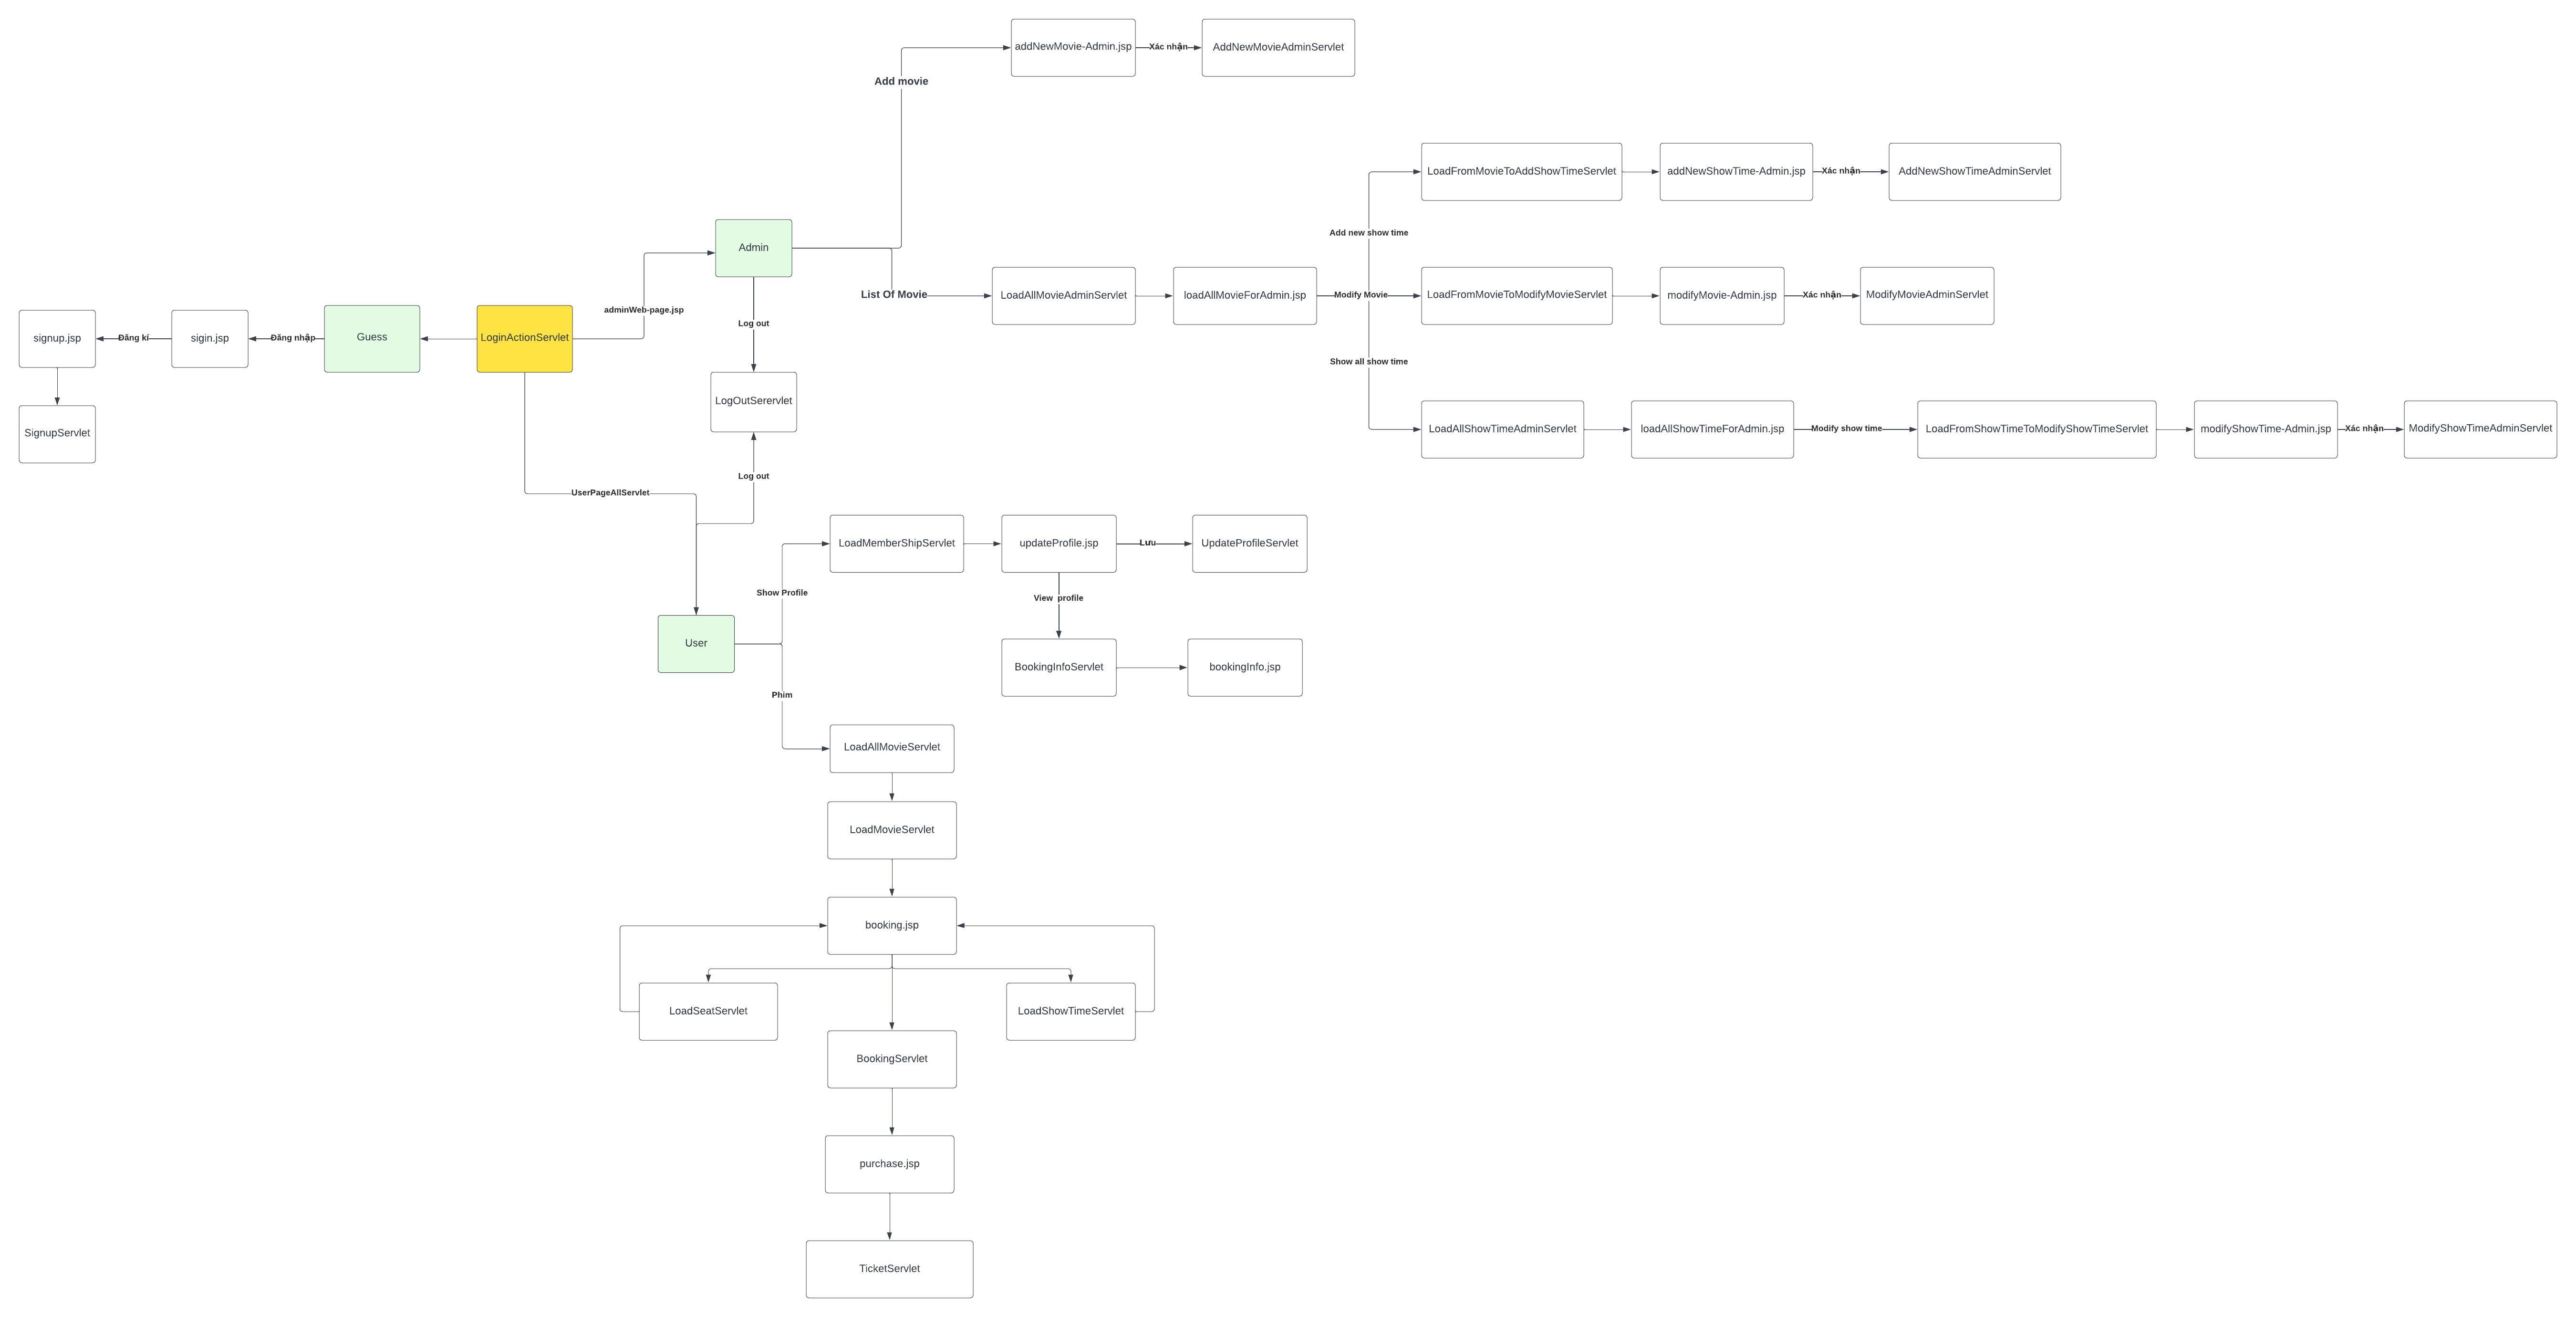 addNewMovie-Admin.jsp
Xác nhận
AddNewMovieAdminServlet
Add movie
LoadFromMovieToAddShowTimeServlet
addNewShowTime-Admin.jsp
Xác nhận
AddNewShowTimeAdminServlet
Add new show time
Admin
List Of Movie
LoadAllMovieAdminServlet
loadAllMovieForAdmin.jsp
Modify Movie
LoadFromMovieToModifyMovieServlet
modifyMovie-Admin.jsp
Xác nhận
ModifyMovieAdminServlet
adminWeb-page.jsp
Log out
signup.jsp
Đăng kí
sigin.jsp
Đăng nhập
Guess
LoginActionServlet
Show all show time
LogOutSerervlet
SignupServlet
LoadAllShowTimeAdminServlet
loadAllShowTimeForAdmin.jsp
Modify show time
LoadFromShowTimeToModifyShowTimeServlet
modifyShowTime-Admin.jsp
Xác nhận
ModifyShowTimeAdminServlet
Log out
UserPageAllServlet
LoadMemberShipServlet
updateProfile.jsp
Lưu
UpdateProfileServlet
Show Profile
View profile
User
BookingInfoServlet
bookingInfo.jsp
Phim
LoadAllMovieServlet
LoadMovieServlet
booking.jsp
LoadSeatServlet
LoadShowTimeServlet
BookingServlet
purchase.jsp
TicketServlet